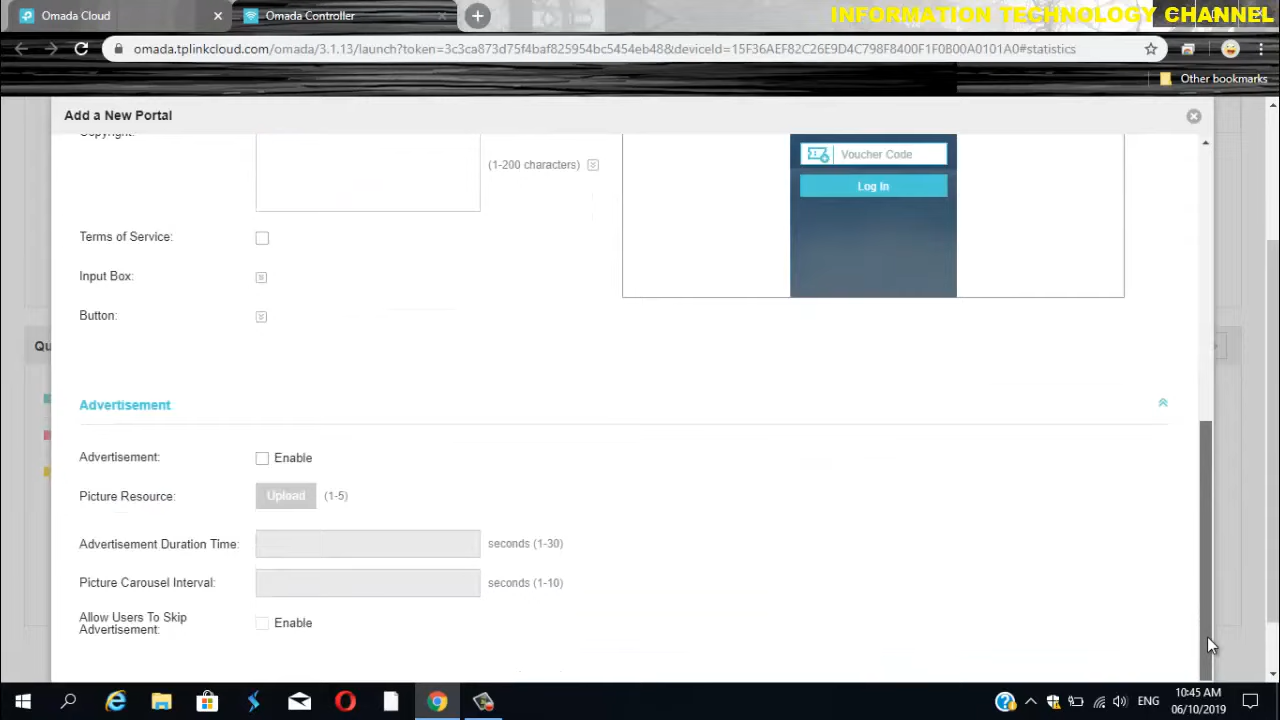 Omada Cloud
Omada Controller
INFORMATION TECHNOLOGY CHANNEL
omada.tplinkcloud.com/omada/3.1.13/launch?token=3c3ca873d75f4baf825954bc5454eb48&deviceId=15F36AEF82C26E9D4C798F8400F1F0B00A0101A0#statistics
Other bookmarks
Add a New Portal
Copyright:
(1-200 characters)
Voucher Code
Log In
Terms of Service:
Input Box:
Button:
Qu
Advertisement
Advertisement: Enable
Picture Resource: Upload (1-5)
Advertisement Duration Time: seconds (1-30)
Picture Carousel Interval: seconds (1-10)
Allow Users To Skip
Advertisement: Enable
ENG
10:45 AM
06/10/2019